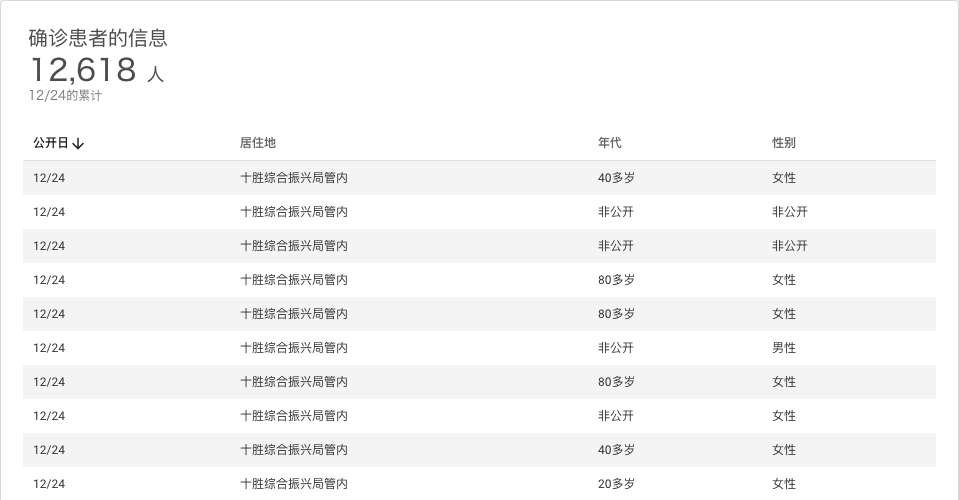 确诊患者的信息
12,618 人
12/24的累计
公开日↓ 居住地 年代 性别
12/24 十胜综合振兴局管内 40多岁 女性
12/24 十胜综合振兴局管内 非公开 非公开
12/24 十胜综合振兴局管内 非公开 非公开
12/24 十胜综合振兴局管内 80多岁 女性
12/24 十胜综合振兴局管内 80多岁 女性
12/24 十胜综合振兴局管内 非公开 男性
12/24 十胜综合振兴局管内 80多岁 女性
12/24 十胜综合振兴局管内 非公开 女性
12/24 十胜综合振兴局管内 40多岁 女性
12/24 十胜综合振兴局管内 20多岁 女性